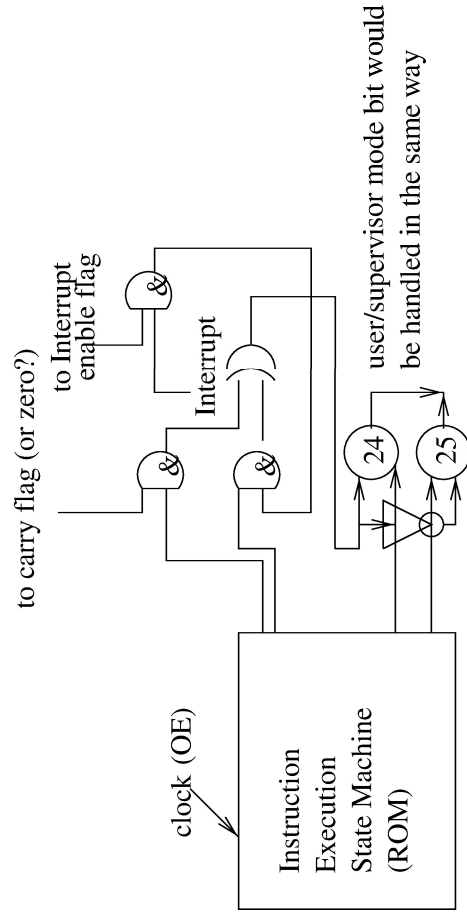 to carry flag (or zero?)
to Interrupt
enable flag
&
&
Interrupt
&
clock (OE)
24
25
user/supervisor mode bit would
be handled in the same way
Instruction
Execution
State Machine
(ROM)